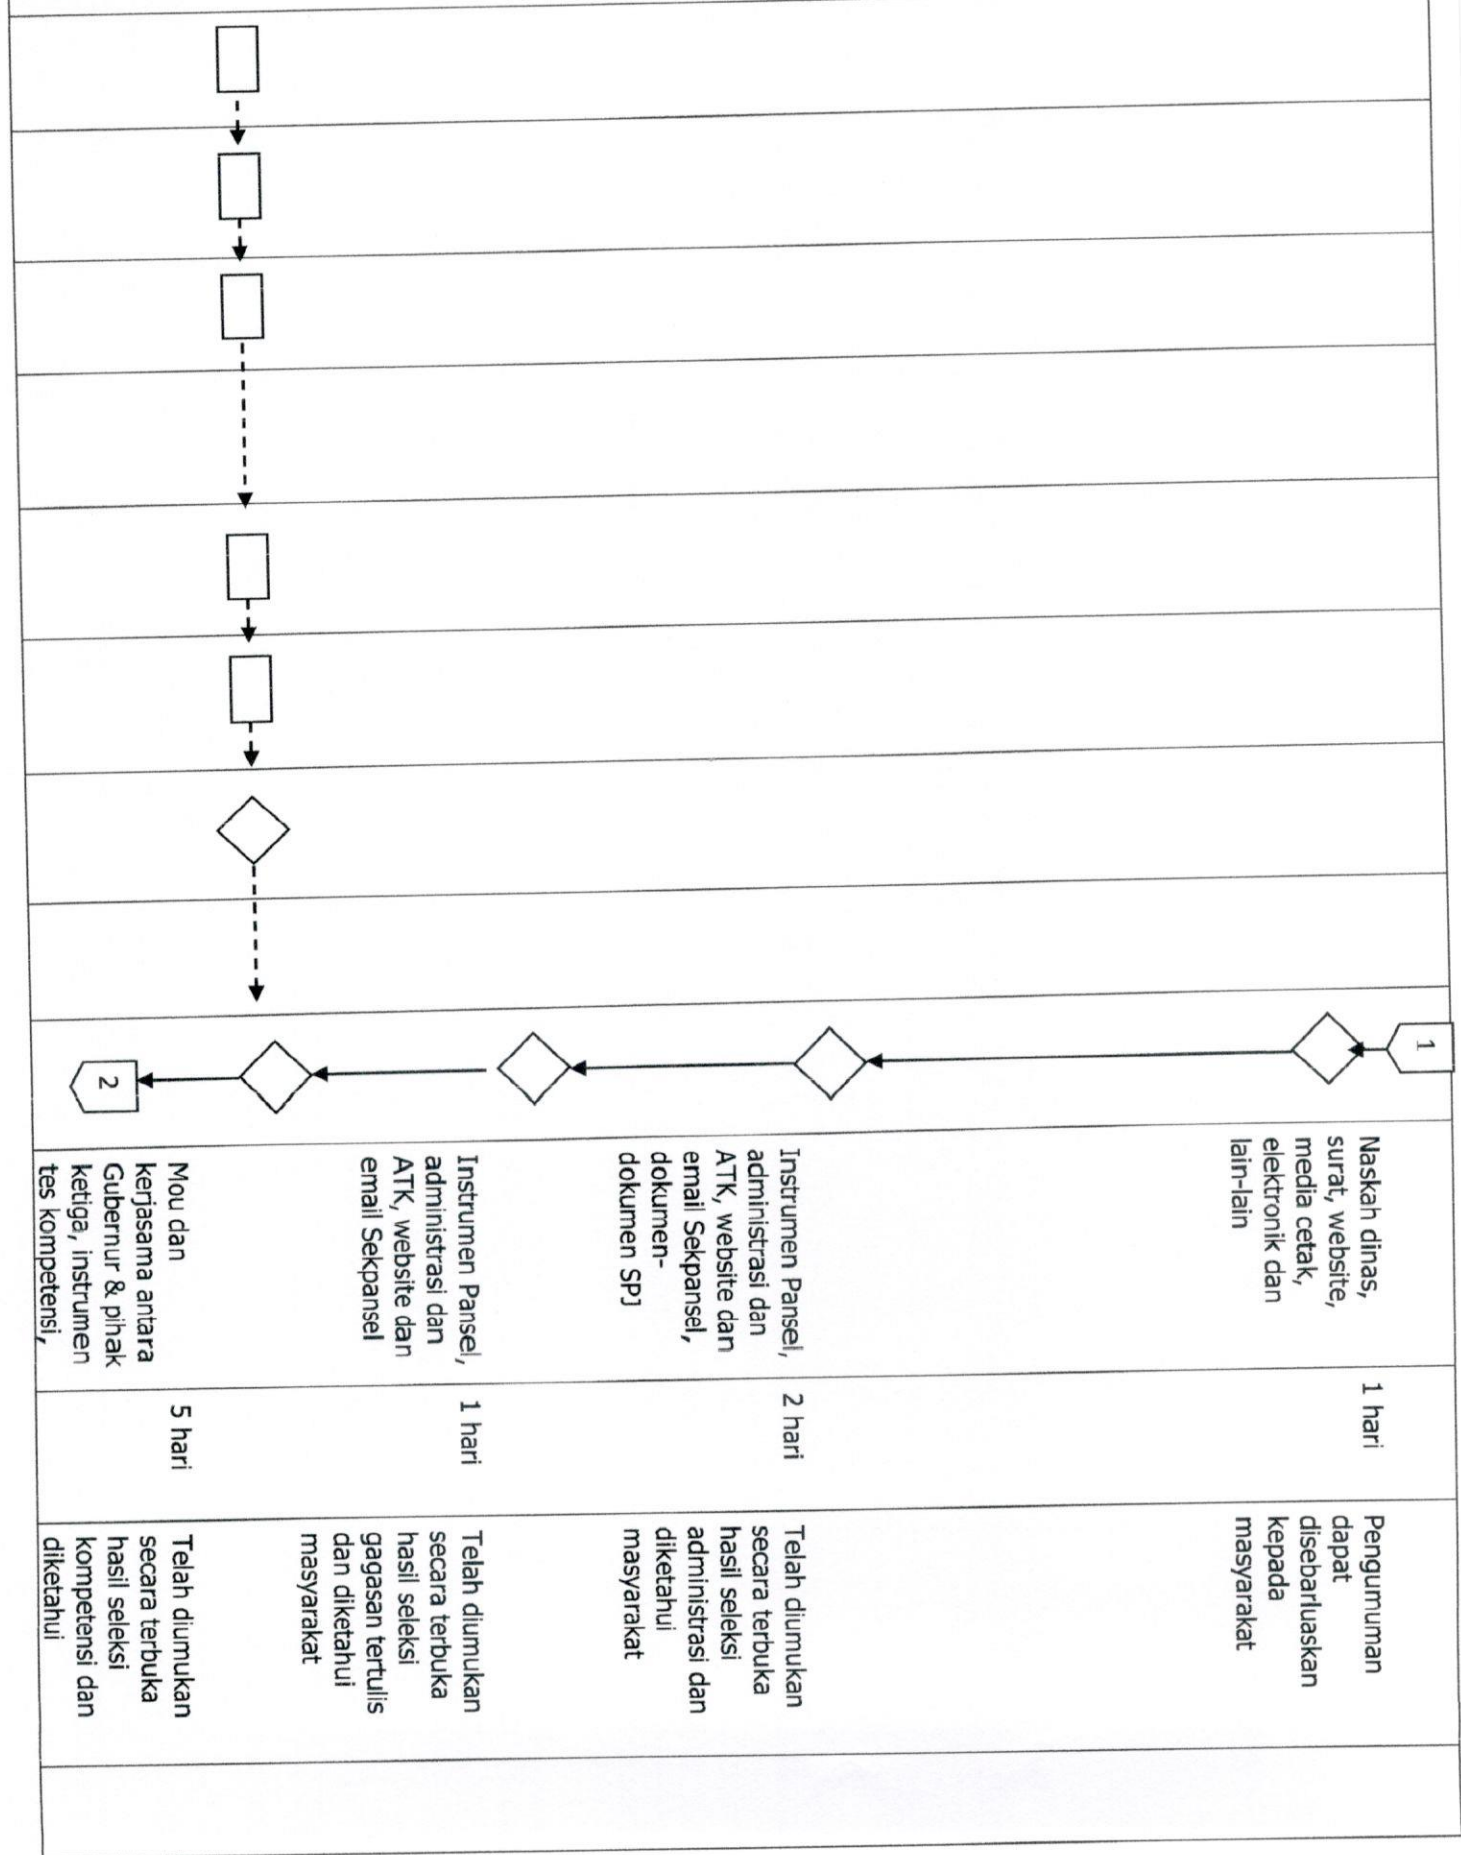 1
Naskah dinas,
surat, website,
media cetak,
elektronik dan
lain-lain
1 hari
Pengumuman
dapat
disebarluaskan
kepada
masyarakat
Instrumen Pansel,
administrasi dan
ATK, website dan
email Sekpansel,
dokumen-
dokumen SPJ
2 hari
Telah diumukan
secara terbuka
hasil seleksi
administrasi dan
diketahui
masyarakat
Instrumen Pansel,
administrasi dan
ATK, website dan
email Sekpansel
1 hari
Telah diumukan
secara terbuka
hasil seleksi
gagasan tertulis
dan diketahui
masyarakat
Mou dan
kerjasama antara
Gubernur & pihak
ketiga, instrumen
tes kompetensi,
5 hari
Telah diumukan
secara terbuka
hasil seleksi
kompetensi dan
diketahui
2